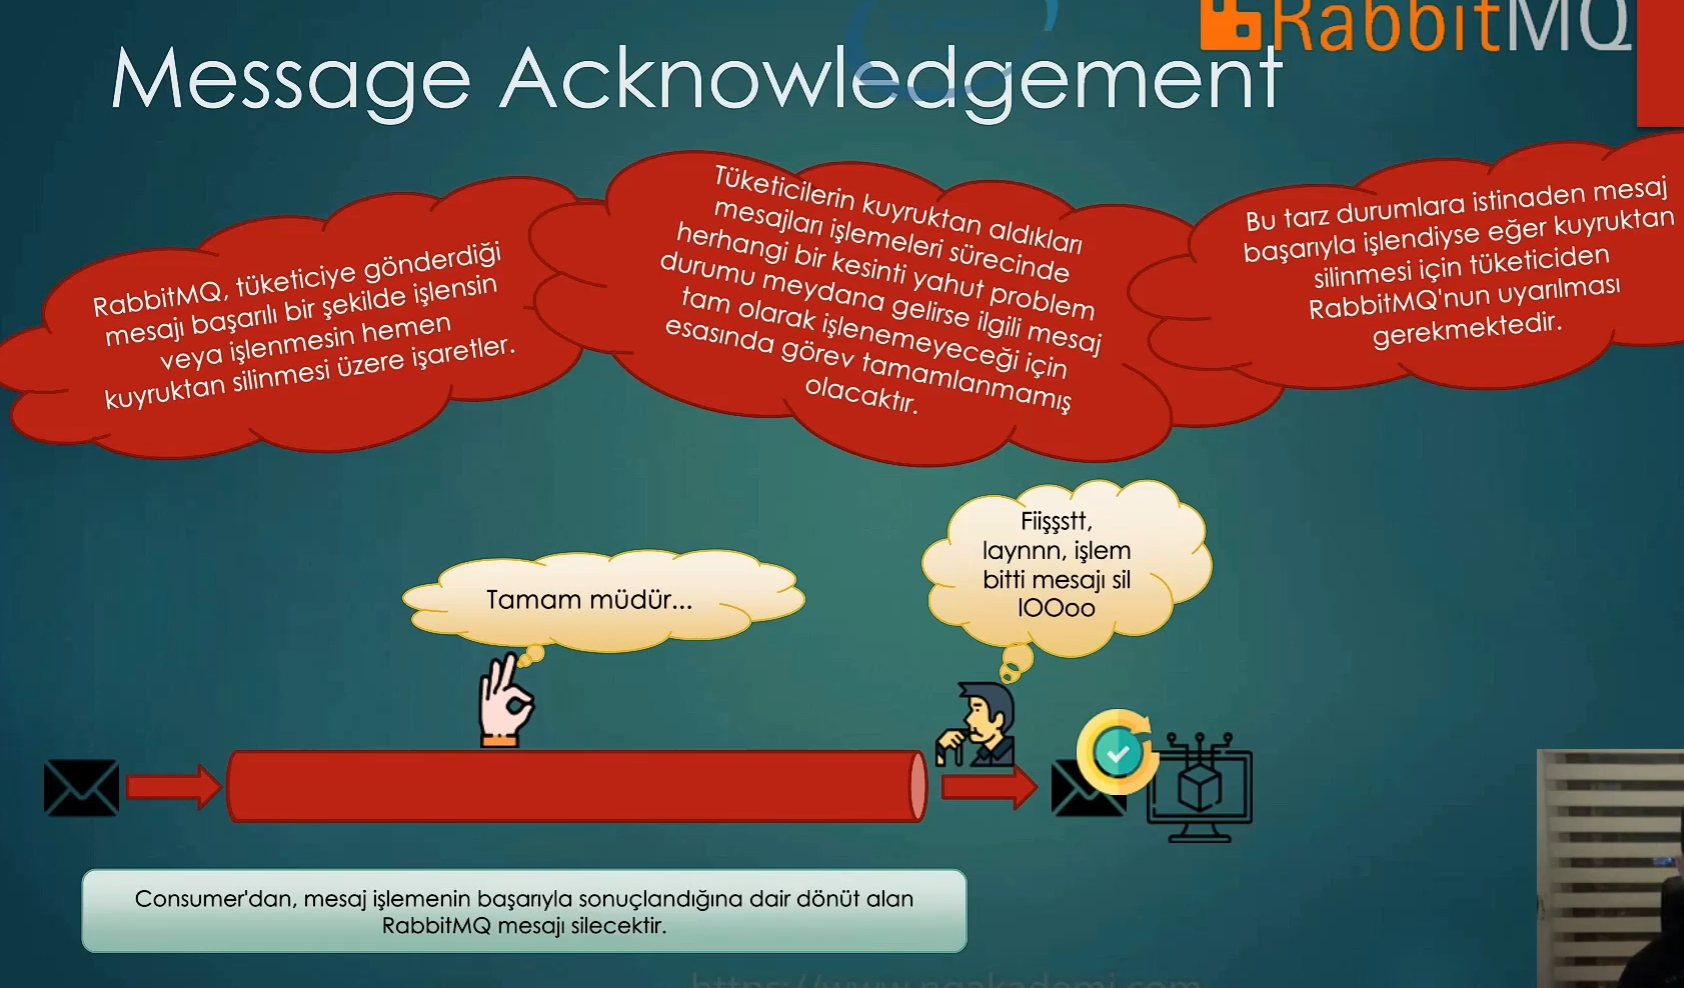 RabbitMQ
Message Acknowledgement
RabbitMQ, tüketiciye gönderdiği
mesajı başarılı bir şekilde işlensin
veya işlenmesin hemen
kuyruktan silinmesi üzere işaretler.
Tüketicilerin kuyruktan aldıkları
mesajları işlemeleri sürecinde
herhangi bir kesinti yahut problem
durumu meydana gelirse ilgili mesaj
tam olarak işlenemeyeceği için
esasında görev tamamlanmamış
olacaktır.
Bu tarz durumlara istinaden mesaj
başarıyla işlendiyse eğer kuyruktan
silinmesi için tüketiciden
RabbitMQ'nun uyarılması
gerekmektedir.
Fiişşstt,
laynnn, işlem
bitti mesajı sil
lOOoo
Tamam müdür...
Consumer'dan, mesaj işlemenin başarıyla sonuçlandığına dair dönüt alan
RabbitMQ mesajı silecektir.
https://www.ngakademi.com